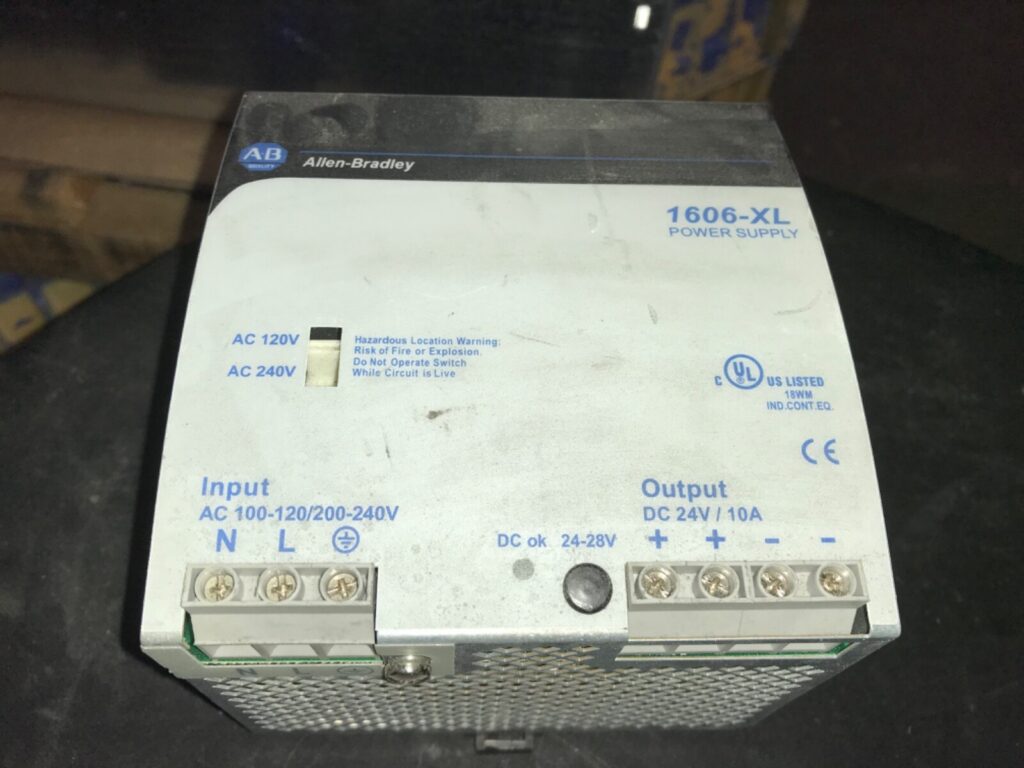 AB
QUALITY
Allen-Bradley
1606-XL
POWER SUPPLY
AC 120V
AC 240V
Hazardous Location Warning:
Risk of Fire or Explosion.
Do Not Operate Switch
While Circuit is Live
C UL US LISTED
18WM
IND.CONT.EQ.
CE
Input
AC 100-120/200-240V
N L
Output
DC 24V / 10A
DC ok 24-28V + + - -